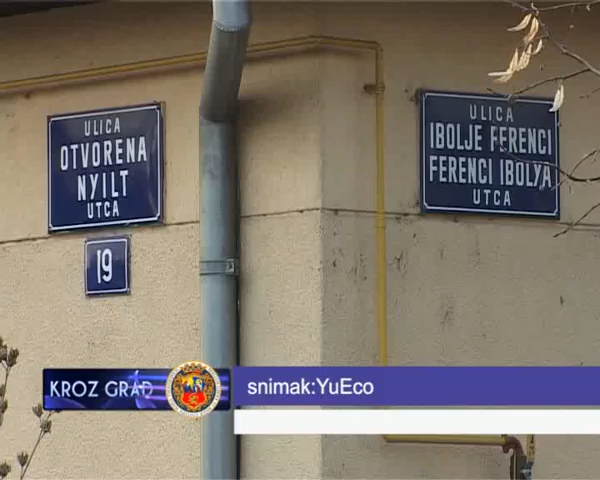 ULICA
OTVORENA
NYILT
UTCA
19
ULICA
IBOLJE FERENCI
FERENCI IBOLYA
UTCA
KROZ GRAD
snimak:YuEco